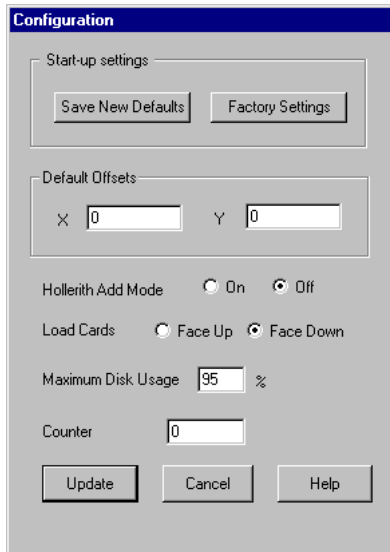 Configuration
Start-up settings
Save New Defaults Factory Settings
Default Offsets
X 0 Y 0
Hollerith Add Mode On Off
Load Cards Face Up Face Down
Maximum Disk Usage 95 %
Counter 0
Update Cancel Help